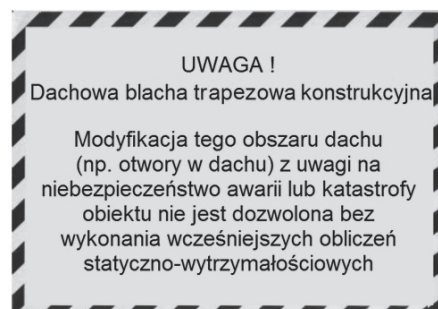 UWAGA !
Dachowa blacha trapezowa konstrukcyjna
Modyfikacja tego obszaru dachu
(np. otwory w dachu) z uwagi na
niebezpieczeństwo awarii lub katastrofy
obiektu nie jest dozwolona bez
wykonania wcześniejszych obliczeń
statyczno-wytrzymałościowych